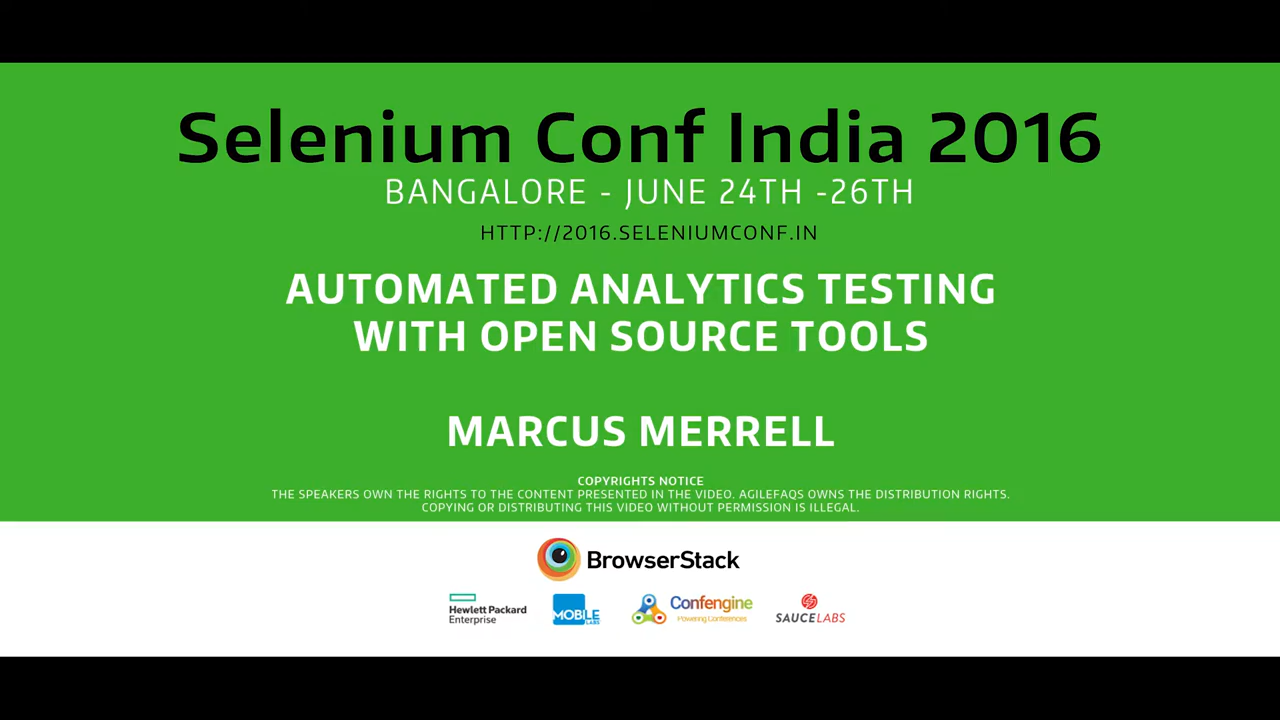 Selenium Conf India 2016
BANGALORE - JUNE 24TH -26TH
HTTP://2016.SELENIUMCONF.IN
AUTOMATED ANALYTICS TESTING
WITH OPEN SOURCE TOOLS
MARCUS MERRELL
COPYRIGHTS NOTICE
THE SPEAKERS OWN THE RIGHTS TO THE CONTENT PRESENTED IN THE VIDEO. AGILEFAQS OWNS THE DISTRIBUTION RIGHTS.
COPYING OR DISTRIBUTING THIS VIDEO WITHOUT PERMISSION IS ILLEGAL.
BrowserStack
Hewlett Packard
Enterprise
MOBILE
LABS
Confengine
Powering Conferences
SAUCELABS